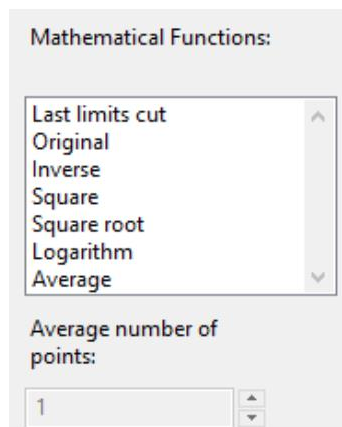 Mathematical Functions:
Last limits cut
Original
Inverse
Square
Square root
Logarithm
Average
Average number of
points:
1